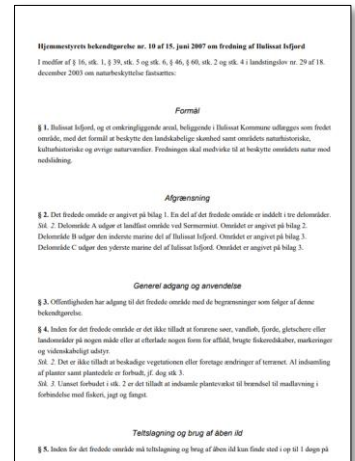 Hjemmestyrets bekendtgørelse nr. 10 af 15. juni 2007 om fredning af Ilulissat Isfjord
I medfør af § 16, stk. 1, § 39, stk. 5 og stk. 6, § 46, § 60, stk. 2 og stk. 4 i landstingslov nr. 29 af 18.
december 2003 om naturbeskyttelse fastsættes:
Formål
§ 1. Ilulissat Isfjord, og et omkringliggende areal, beliggende i Ilulissat Kommune udlægges som fredet
område, med det formål at beskytte den landskabelige skønhed samt områdets naturhistoriske,
kulturhistoriske og øvrige naturværdier. Fredningen skal medvirke til at beskytte områdets natur mod
nedslidning.
Afgrænsning
§ 2. Det fredede område er angivet på bilag 1. En del af det fredede område er inddelt i tre delområder.
Stk. 2. Delområde A udgør et landfast område ved Sermermiut. Området er angivet på bilag 2.
Delområde B udgør den inderste marine del af Ilulissat Isfjord. Området er angivet på bilag 3.
Delområde C udgør den yderste marine del af Ilulissat Isfjord. Området er angivet på bilag 3.
Generel adgang og anvendelse
§ 3. Offentligheden har adgang til det fredede område med de begrænsninger som følger af denne
bekendtgørelse.
§ 4. Inden for det fredede område er det ikke tilladt at forurene søer, vandløb, fjorde, gletschere eller
landområder på nogen måde eller at efterlade nogen form for affald, brugte fiskeredskaber, markeringer
og videnskabeligt udstyr.
Stk. 2. Det er ikke tilladt at beskadige vegetationen eller foretage ændringer af terrænet. Al indsamling
af planter samt plantedele er forbudt, jf. dog stk 3.
Stk. 3. Uanset forbudet i stk. 2 er det tilladt at indsamle plantevækst til brændsel til madlavning i
forbindelse med fiskeri, jagt og fangst.
Teltslagning og brug af åben ild
§ 5. Inden for det fredede område må teltslagning og brug af åben ild kun finde sted i op til 1 døgn på